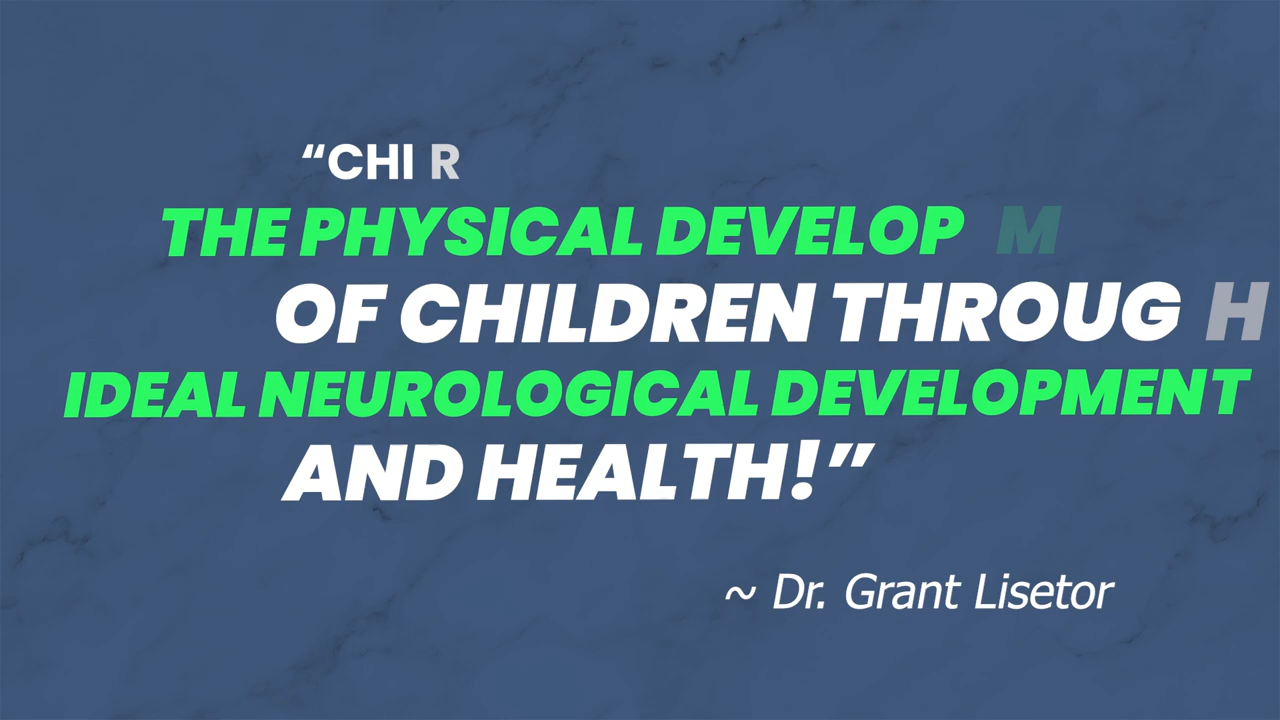 “CHI R
THE PHYSICAL DEVELOP M
OF CHILDREN THROUG H
IDEAL NEUROLOGICAL DEVELOPMENT
AND HEALTH!”
~ Dr. Grant Lisetor